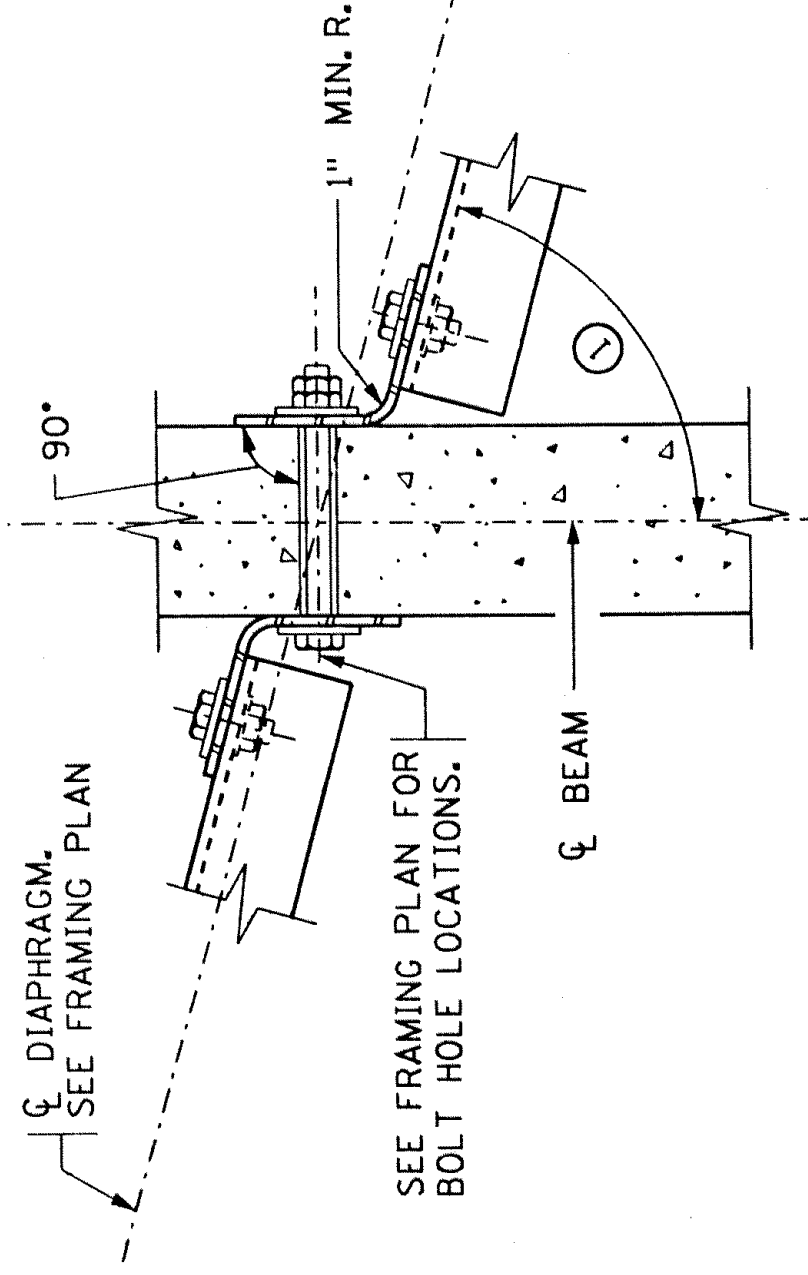 ℄ DIAPHRAGM.
SEE FRAMING PLAN
SEE FRAMING PLAN FOR
BOLT HOLE LOCATIONS.
℄ BEAM
90°
1" MIN. R.
1